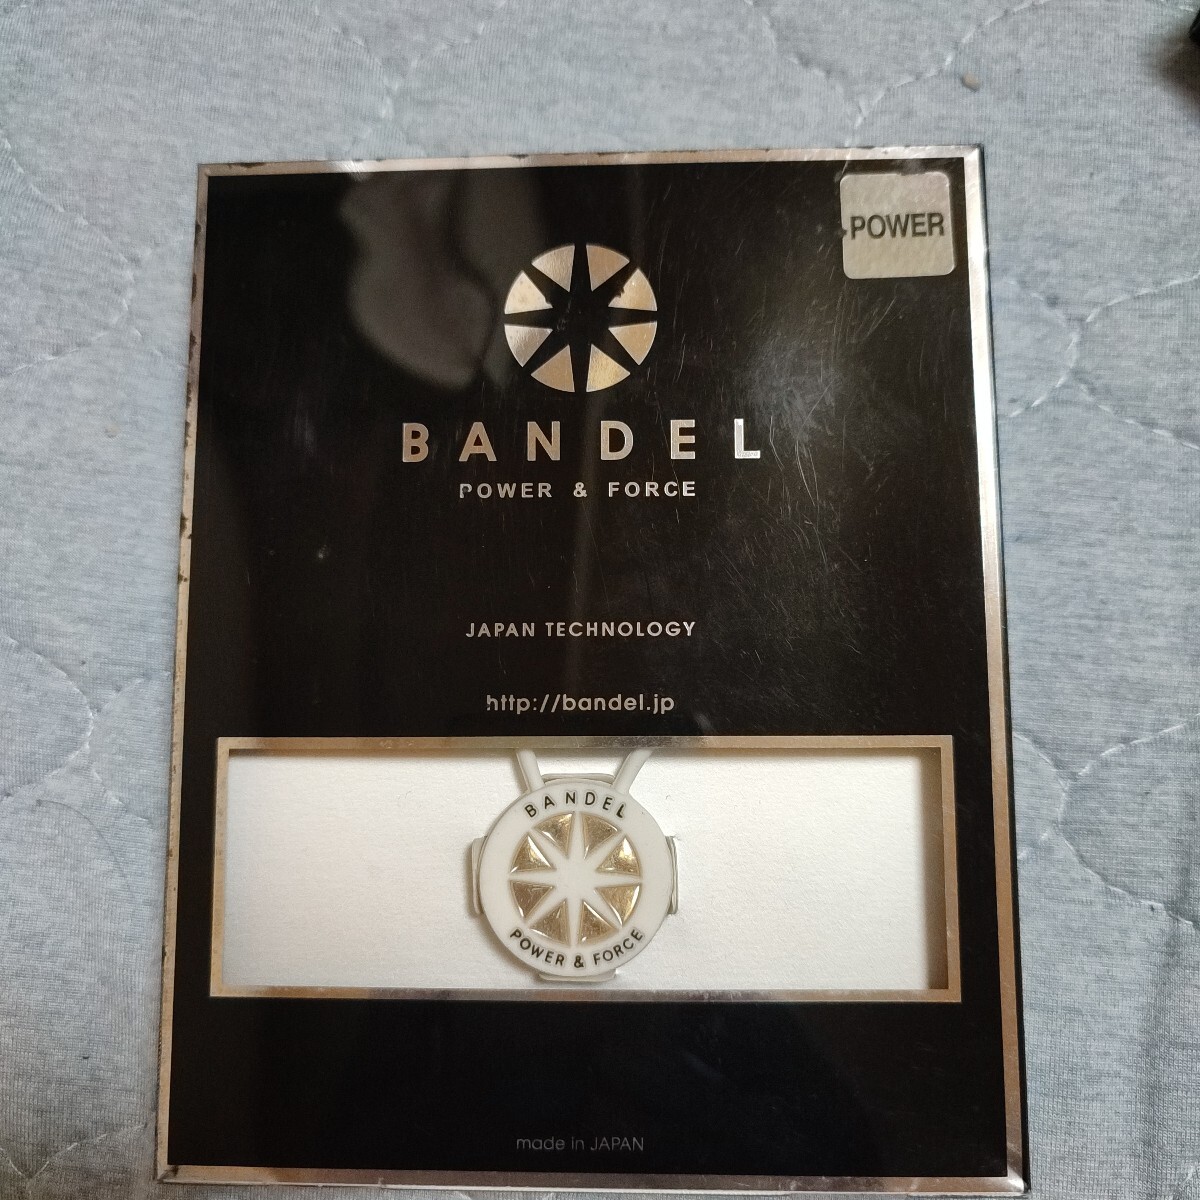 POWER
BANDEL
POWER & FORCE
JAPAN TECHNOLOGY
http://bandel.jp
BANDEL
POWER & FORCE
made in JAPAN